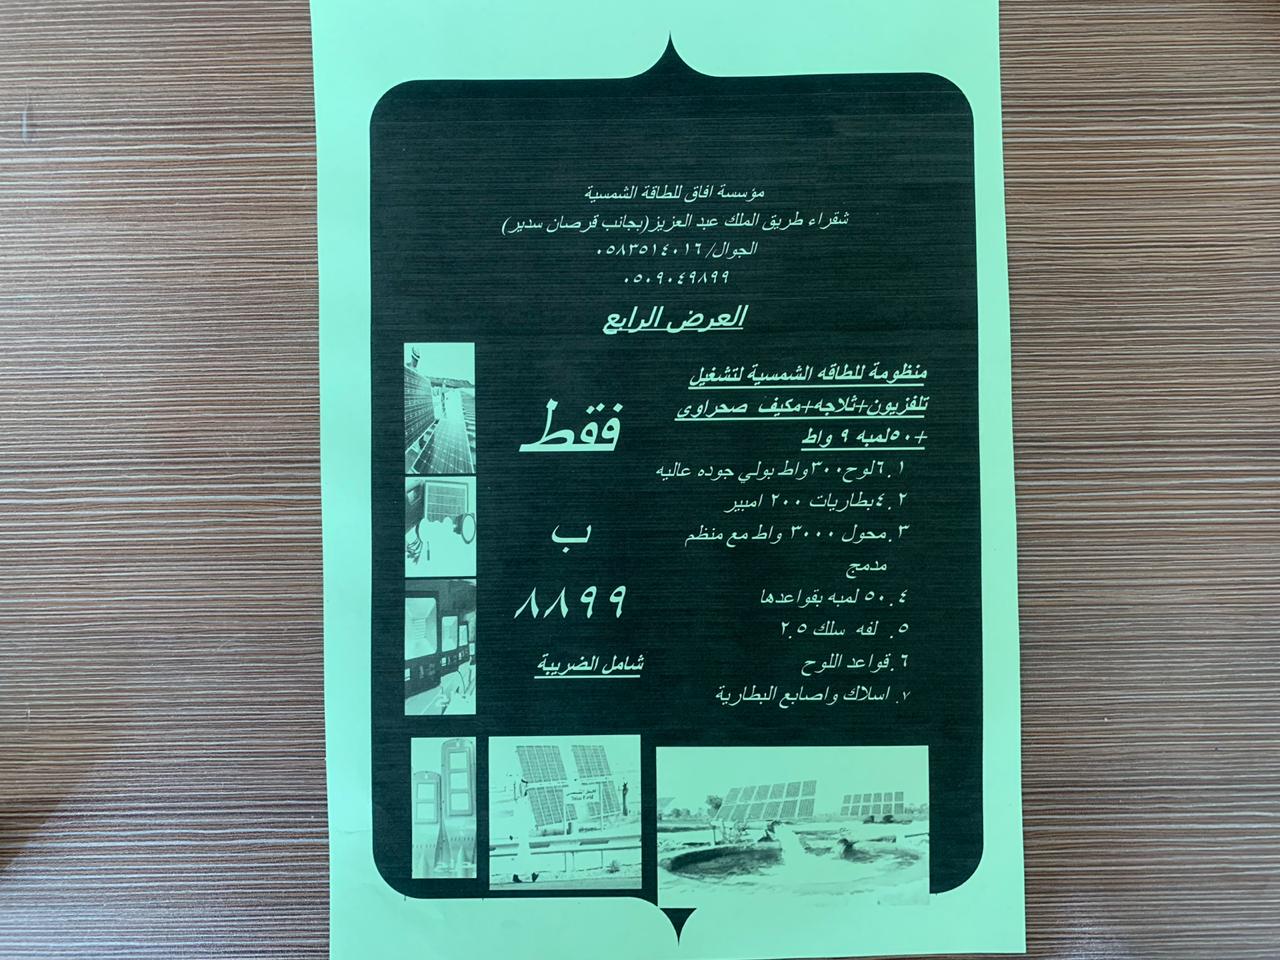 مؤسسة افاق للطاقة الشمسية
شقراء طريق الملك عبد العزيز(بجانب قرصان سدير)
الجوال/ ٠٥٨٣٥١٤٠١٦
٠٥٠٩٠٤٩٨٩٩
العرض الرابع
منظومة للطاقه الشمسية لتشغيل
تلفزيون+ثلاجه+مكيف صحراوى
+٥٠لمبه ٩ واط
١. ٦لوح٣٠٠واط بولي جوده عاليه
٢. ٤بطاريات ٢٠٠ امبير
٣. محول ٣٠٠٠ واط مع منظم
مدمج
٤. ٥٠ لمبه بقواعدها
٥. لفه سلك ٢.٥
٦. قواعد اللوح
٧. اسلاك واصابع البطارية
فقط
ب
٨٨٩٩
شامل الضريبة